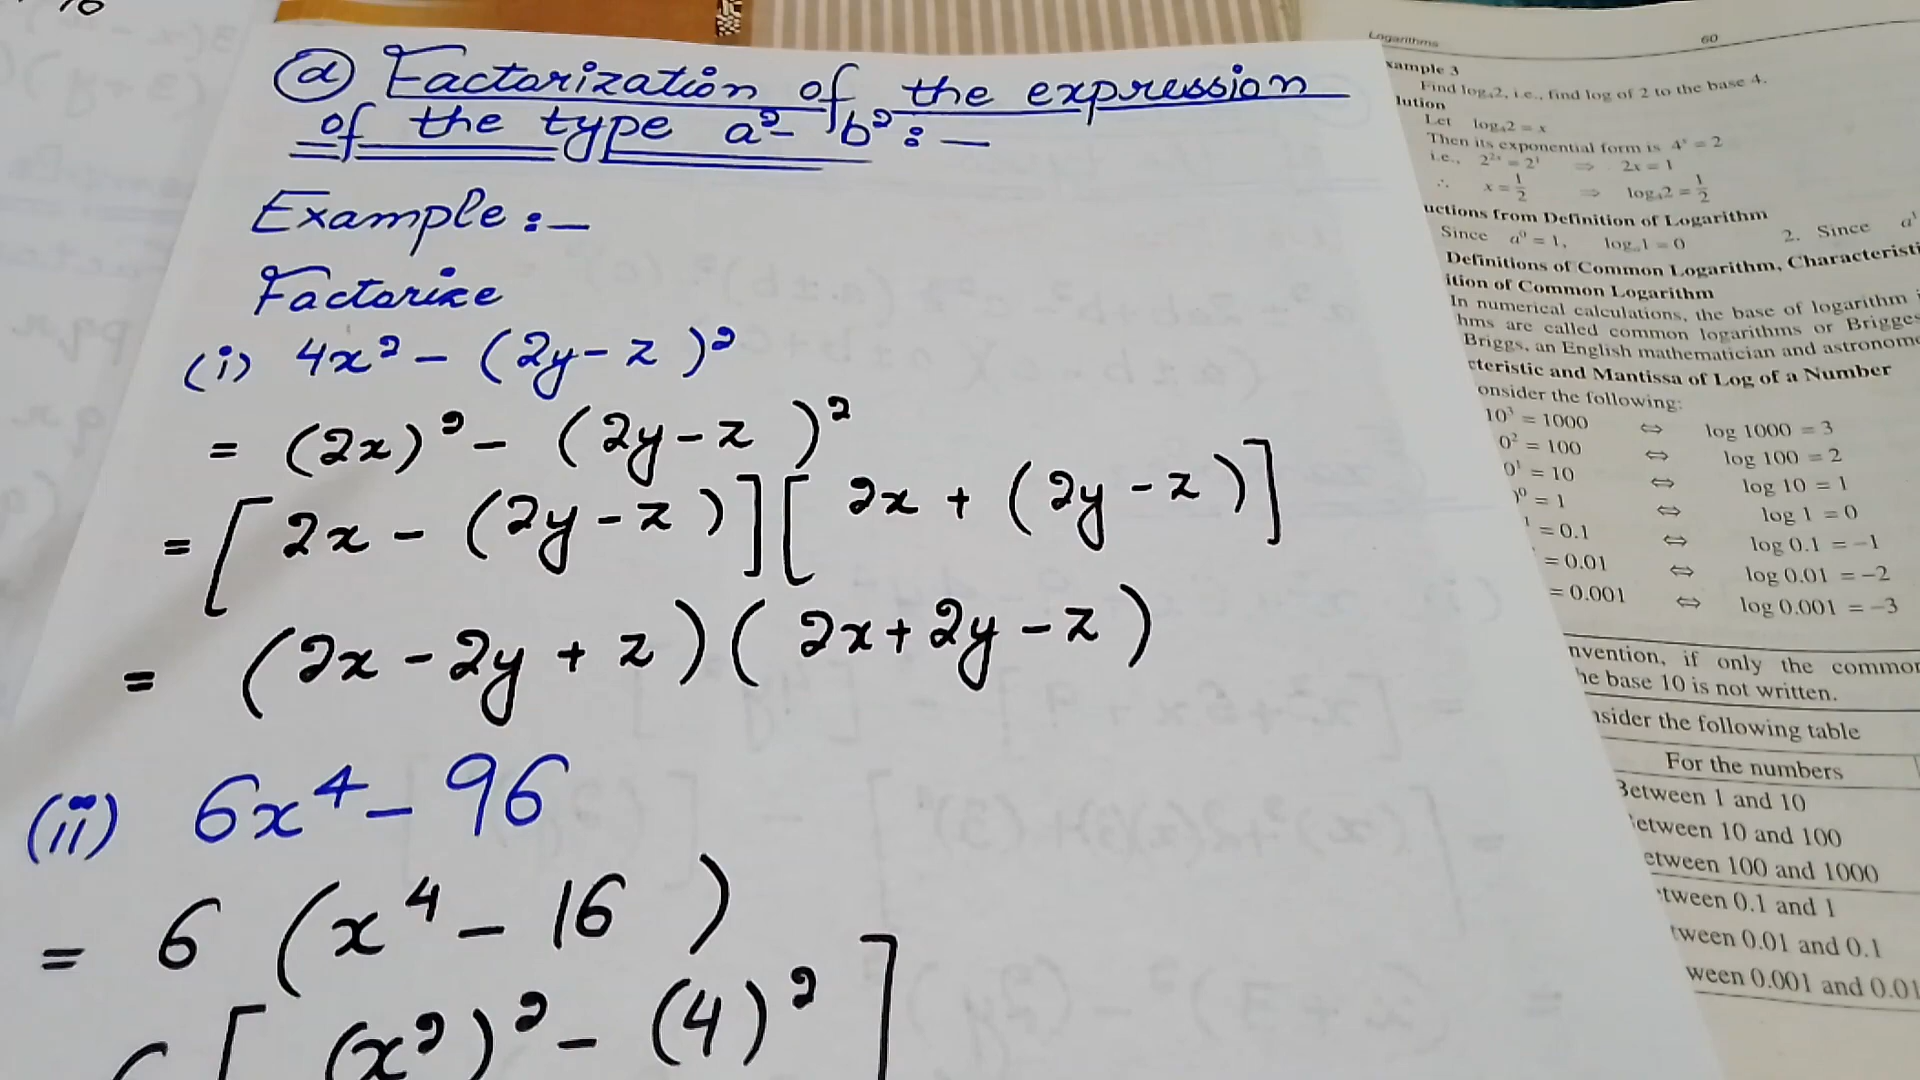 (d) Factorization of the expression
of the type a² - b² :—
Example :—
Factorize
(i) 4x² - (2y - z)²
= (2x)² - (2y - z)²
= [2x - (2y - z)][2x + (2y - z)]
= (2x - 2y + z)(2x + 2y - z)
(ii) 6x⁴ - 96
= 6 (x⁴ - 16)
[(x²)² - (4)²]
Logarithms 60
xample 3
Find log₄2, i.e., find log of 2 to the base 4.
lution
Let log₄2 = x
Then its exponential form is 4ˣ = 2
i.e., 2²ˣ = 2¹ ⇒ 2x = 1
∴ x = 1/2 ⇒ log₄2 = 1/2
uctions from Definition of Logarithm
Since a⁰ = 1, logₐ1 = 0 2. Since a¹
Definitions of Common Logarithm, Characteristi
ition of Common Logarithm
In numerical calculations, the base of logarithm i
hms are called common logarithms or Brigges
Briggs, an English mathematician and astronome
cteristic and Mantissa of Log of a Number
onsider the following:
10³ = 1000 ⇔ log 1000 = 3
0² = 100 ⇔ log 100 = 2
0¹ = 10 ⇔ log 10 = 1
⁰ = 1 ⇔ log 1 = 0
= 0.1 ⇔ log 0.1 = -1
= 0.01 ⇔ log 0.01 = -2
= 0.001 ⇔ log 0.001 = -3
nvention, if only the common
he base 10 is not written.
nsider the following table
For the numbers
Between 1 and 10
etween 10 and 100
etween 100 and 1000
tween 0.1 and 1
tween 0.01 and 0.1
ween 0.001 and 0.01